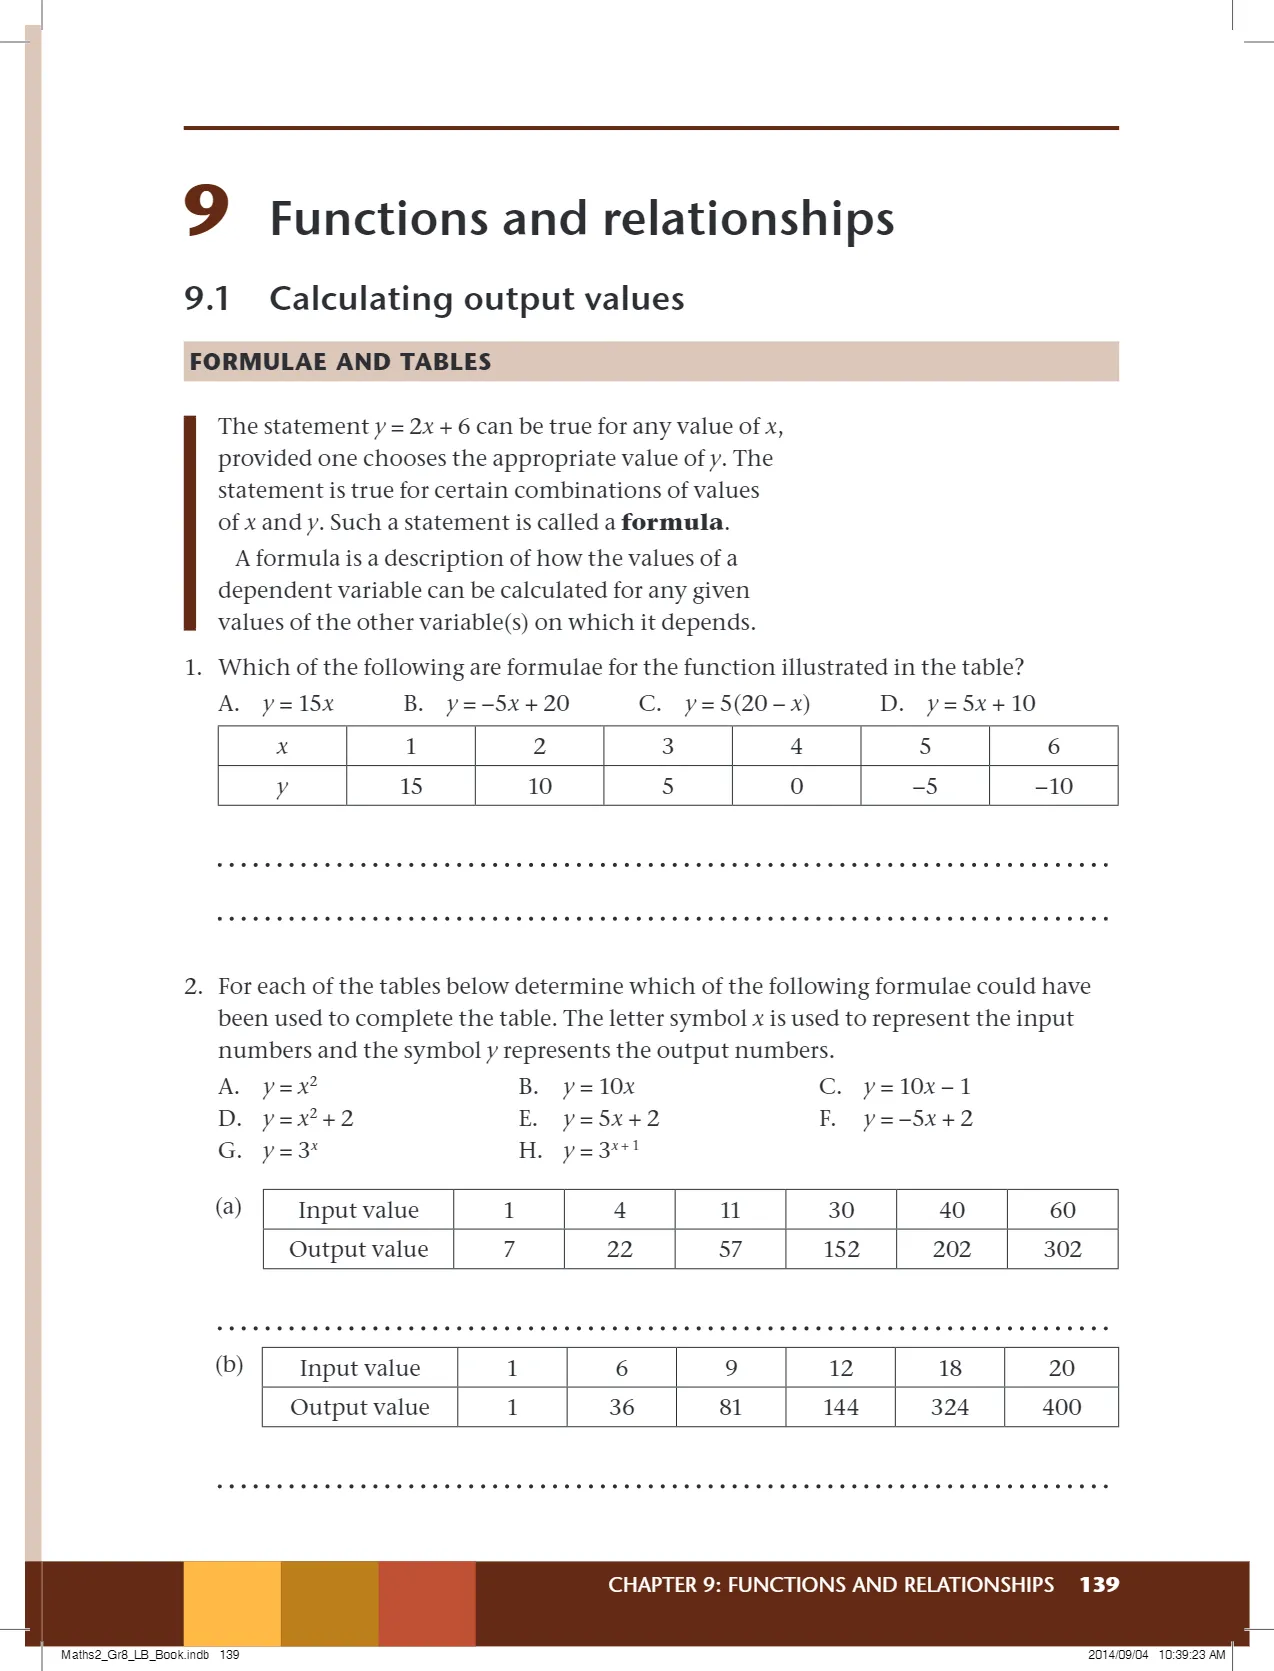 9 Functions and relationships
9.1 Calculating output values
FORMULAE AND TABLES
The statement y = 2x + 6 can be true for any value of x,
provided one chooses the appropriate value of y. The
statement is true for certain combinations of values
of x and y. Such a statement is called a formula.
A formula is a description of how the values of a
dependent variable can be calculated for any given
values of the other variable(s) on which it depends.
1. Which of the following are formulae for the function illustrated in the table?
A. y = 15x B. y = –5x + 20 C. y = 5(20 – x) D. y = 5x + 10
x 1 2 3 4 5 6
y 15 10 5 0 –5 –10
2. For each of the tables below determine which of the following formulae could have
been used to complete the table. The letter symbol x is used to represent the input
numbers and the symbol y represents the output numbers.
A. y = x² B. y = 10x C. y = 10x – 1
D. y = x² + 2 E. y = 5x + 2 F. y = –5x + 2
G. y = 3ˣ H. y = 3ˣ⁺¹
(a) Input value 1 4 11 30 40 60
Output value 7 22 57 152 202 302
(b) Input value 1 6 9 12 18 20
Output value 1 36 81 144 324 400
CHAPTER 9: FUNCTIONS AND RELATIONSHIPS 139
Maths2_Gr8_LB_Book.indb 139 2014/09/04 10:39:23 AM